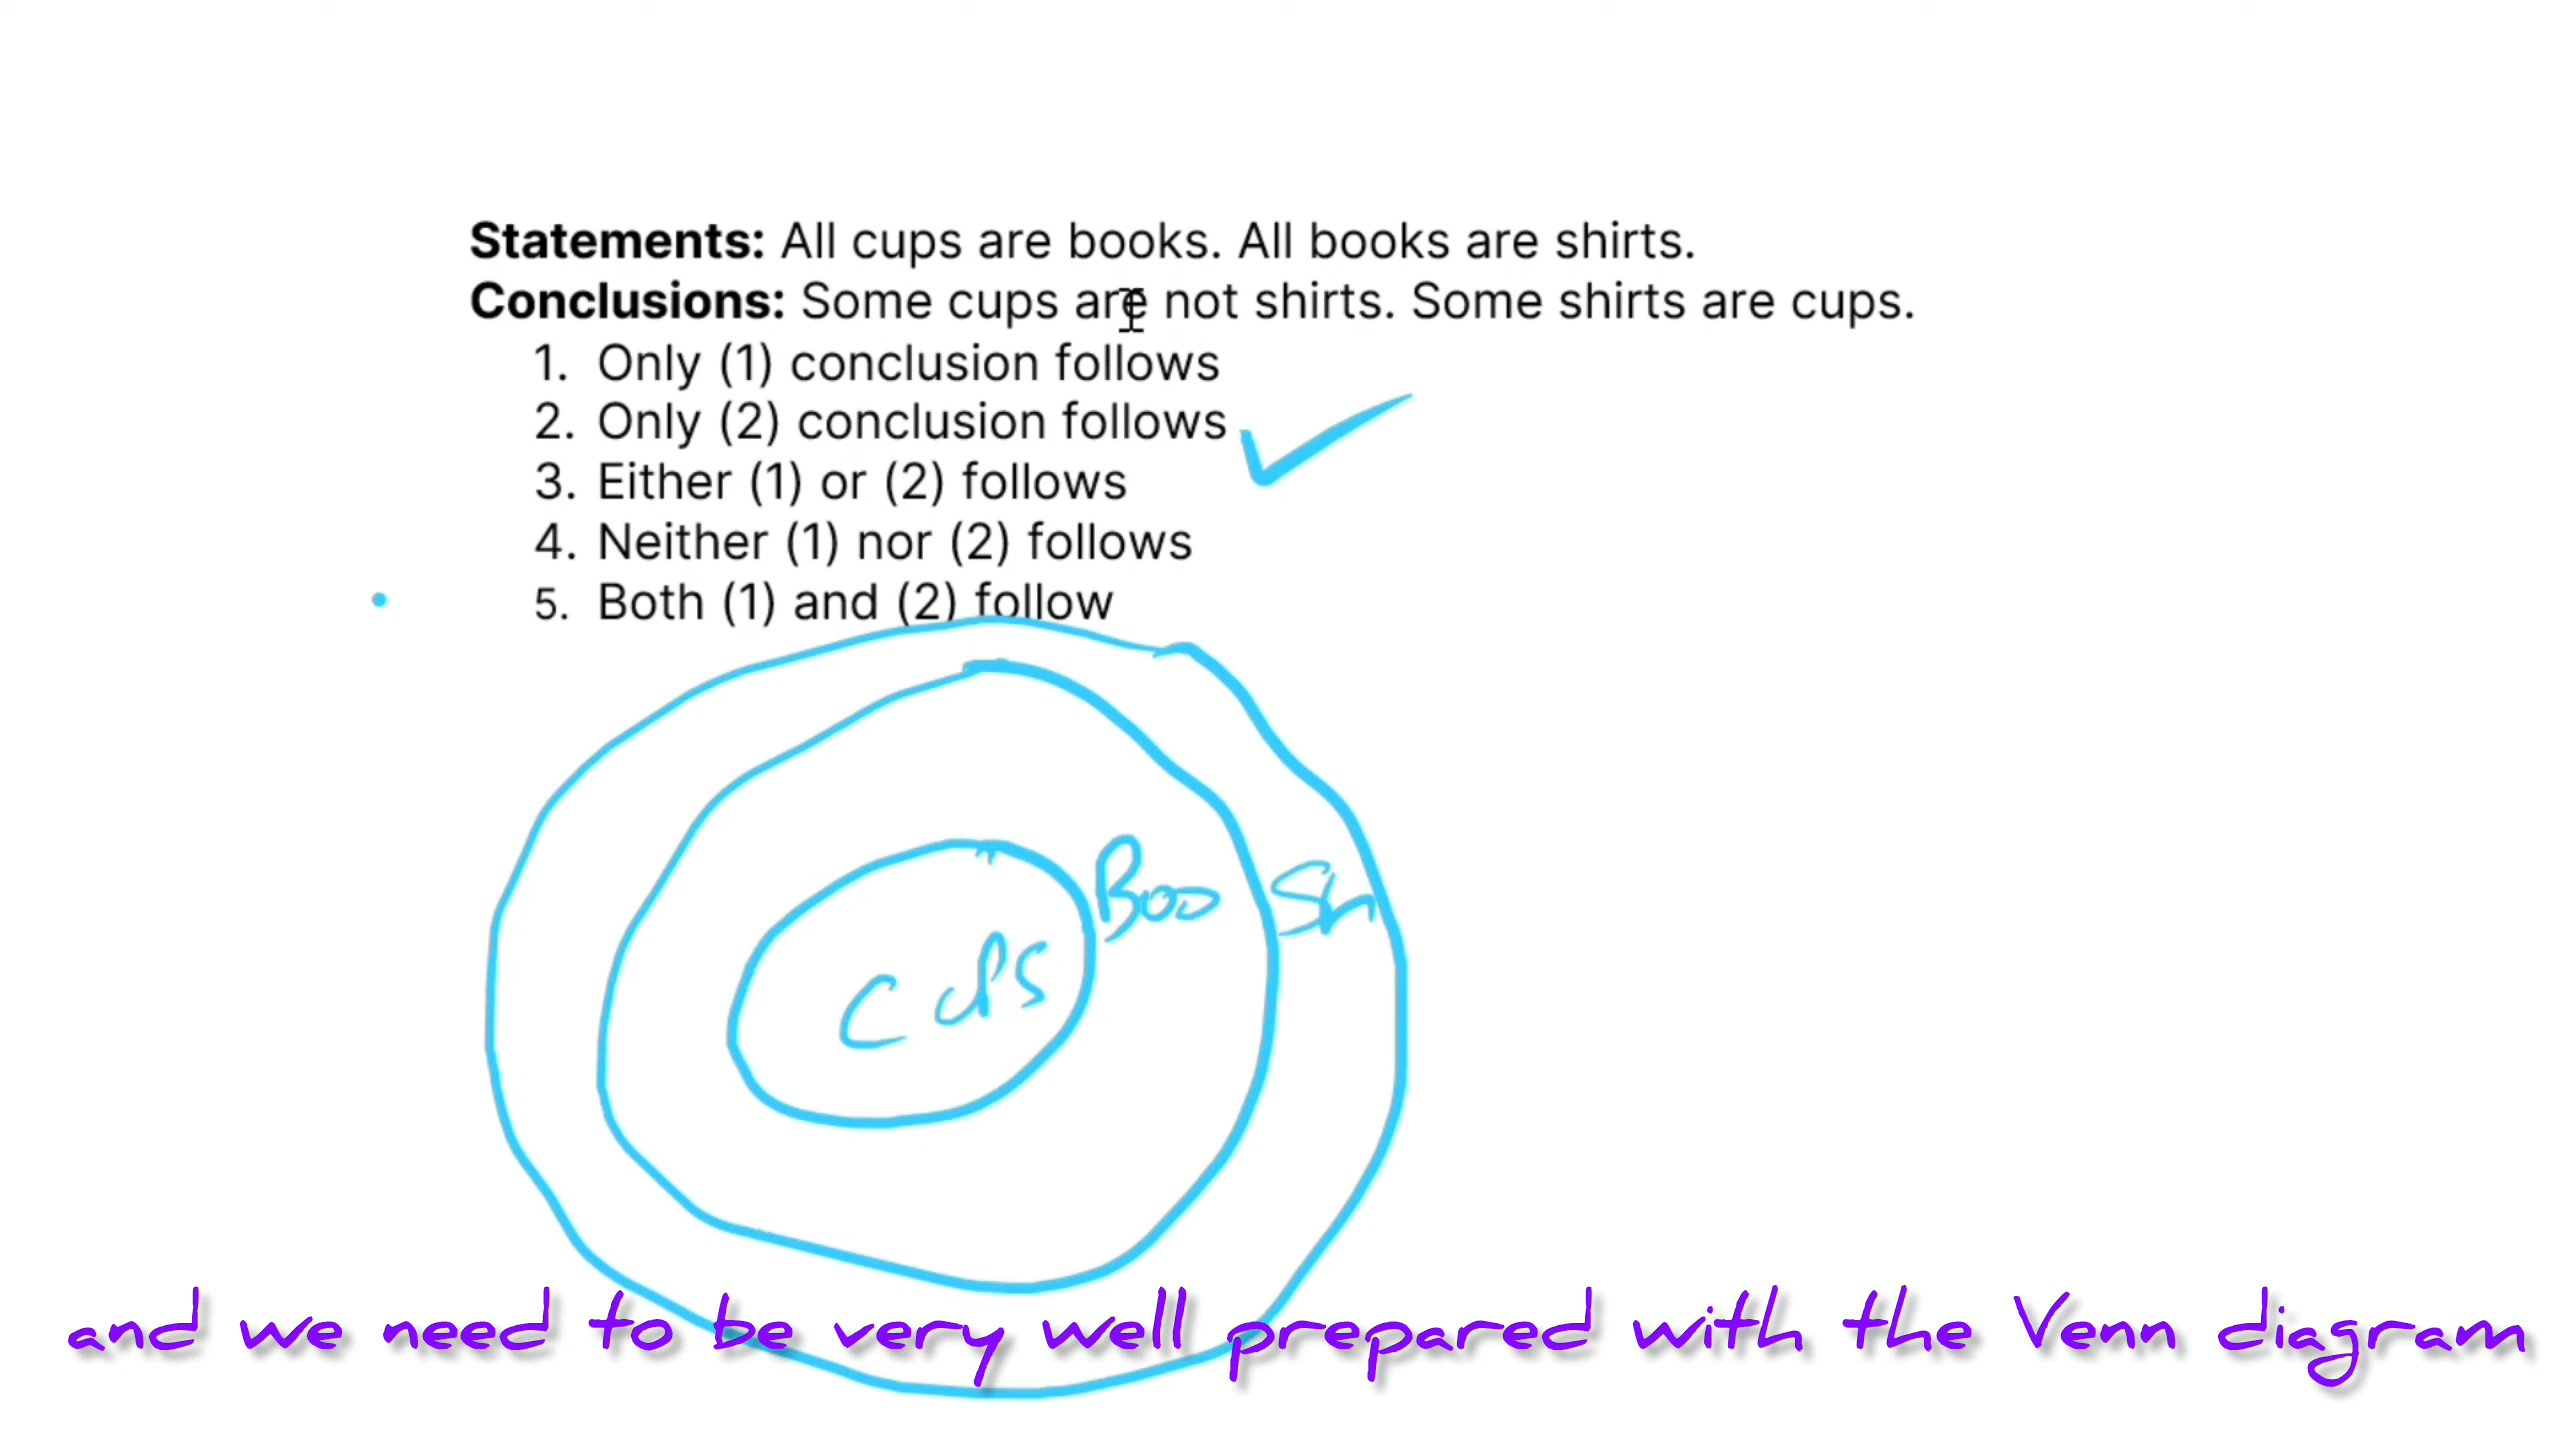 Statements: All cups are books. All books are shirts.
Conclusions: Some cups are not shirts. Some shirts are cups.
1. Only (1) conclusion follows
2. Only (2) conclusion follows
3. Either (1) or (2) follows
4. Neither (1) nor (2) follows
5. Both (1) and (2) follow
Boo Sh
Cups
and we need to be very well prepared with the Venn diagram